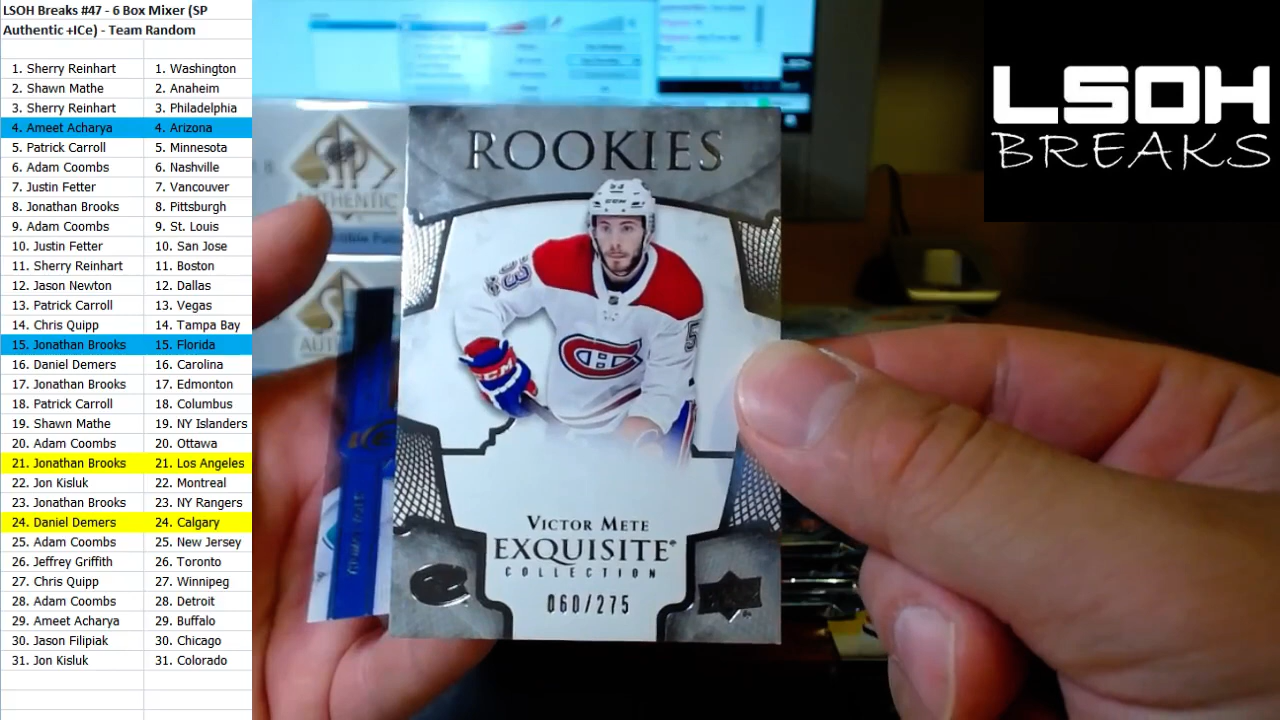 LSOH Breaks #47 - 6 Box Mixer (SP
Authentic +ICe) - Team Random
1. Sherry Reinhart 1. Washington
2. Shawn Mathe 2. Anaheim
3. Sherry Reinhart 3. Philadelphia
4. Ameet Acharya 4. Arizona
5. Patrick Carroll 5. Minnesota
6. Adam Coombs 6. Nashville
7. Justin Fetter 7. Vancouver
8. Jonathan Brooks 8. Pittsburgh
9. Adam Coombs 9. St. Louis
10. Justin Fetter 10. San Jose
11. Sherry Reinhart 11. Boston
12. Jason Newton 12. Dallas
13. Patrick Carroll 13. Vegas
14. Chris Quipp 14. Tampa Bay
15. Jonathan Brooks 15. Florida
16. Daniel Demers 16. Carolina
17. Jonathan Brooks 17. Edmonton
18. Patrick Carroll 18. Columbus
19. Shawn Mathe 19. NY Islanders
20. Adam Coombs 20. Ottawa
21. Jonathan Brooks 21. Los Angeles
22. Jon Kisluk 22. Montreal
23. Jonathan Brooks 23. NY Rangers
24. Daniel Demers 24. Calgary
25. Adam Coombs 25. New Jersey
26. Jeffrey Griffith 26. Toronto
27. Chris Quipp 27. Winnipeg
28. Adam Coombs 28. Detroit
29. Ameet Acharya 29. Buffalo
30. Jason Filipiak 30. Chicago
31. Jon Kisluk 31. Colorado
SP
AUTHENTIC
ROOKIES
53
CCM
53
5
CCM
VICTOR METE
EXQUISITE
COLLECTION
060/275
LSOH
BREAKS